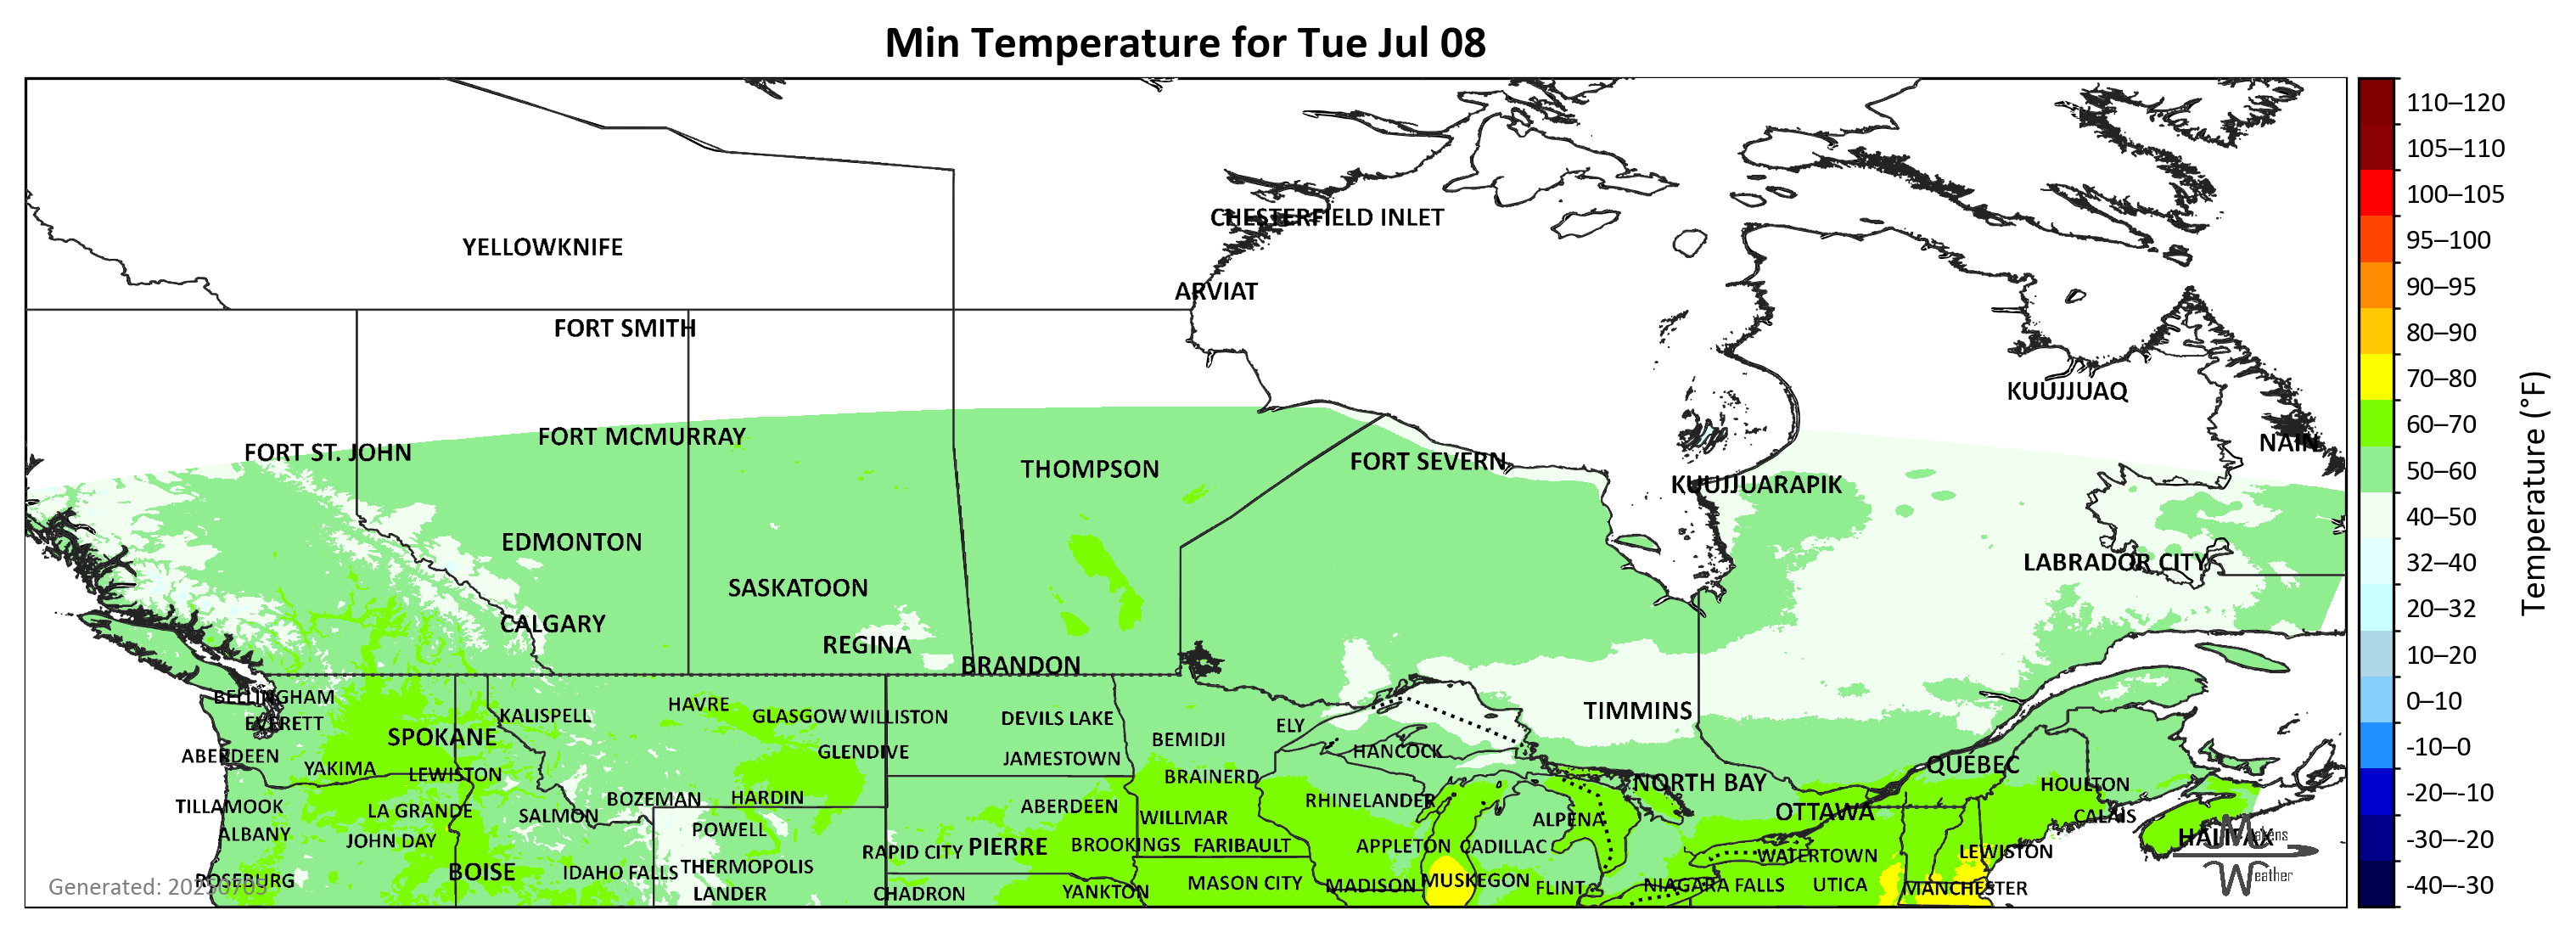 Min Temperature for Tue Jul 08
110–120
105–110
CHESTERFIELD INLET
100–105
YELLOWKNIFE
95–100
ARVIAT
90–95
FORT SMITH
80–90
KUUJJUAQ
70–80
FORT MCMURRAY
60–70
FORT ST. JOHN
NAIN
THOMPSON
FORT SEVERN
50–60
KUUJJUARAPIK
40–50
EDMONTON
LABRADOR CITY
32–40
SASKATOON
20–32
CALGARY
REGINA
BRANDON
10–20
BELLINGHAM
HAVRE
0–10
KALISPELL
GLASGOW
WILLISTON
DEVILS LAKE
ELY
TIMMINS
EVERETT
SPOKANE
BEMIDJI
-10–0
ABERDEEN
GLENDIVE
JAMESTOWN
HANCOCK
YAKIMA
LEWISTON
BRAINERD
NORTH BAY
QUÉBEC
HOULTON
-20–-10
TILLAMOOK
LA GRANDE
SALMON
BOZEMAN
HARDIN
ABERDEEN
WILLMAR
RHINELANDER
ALPENA
OTTAWA
CALAIS
ALBANY
JOHN DAY
POWELL
PIERRE
BROOKINGS
FARIBAULT
APPLETON
CADILLAC
HALIFAX
-30–-20
RAPID CITY
WATERTOWN
LEWISTON
ROSEBURG
BOISE
IDAHO FALLS
THERMOPOLIS
MASON CITY
MADISON
MUSKEGON
FLINT
NIAGARA FALLS
UTICA
MANCHESTER
Weather
-40–-30
LANDER
CHADRON
YANKTON
Generated: 20250705
Temperature (°F)